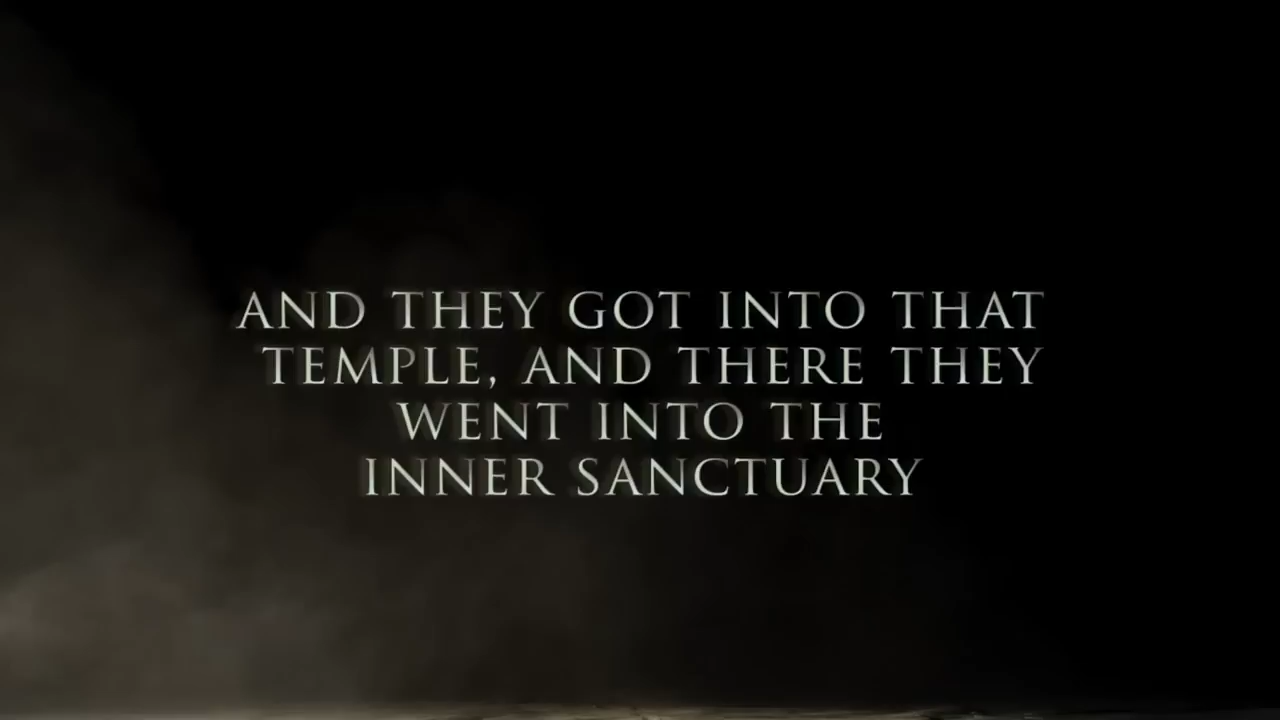 AND THEY GOT INTO THAT
TEMPLE, AND THERE THEY
WENT INTO THE
INNER SANCTUARY